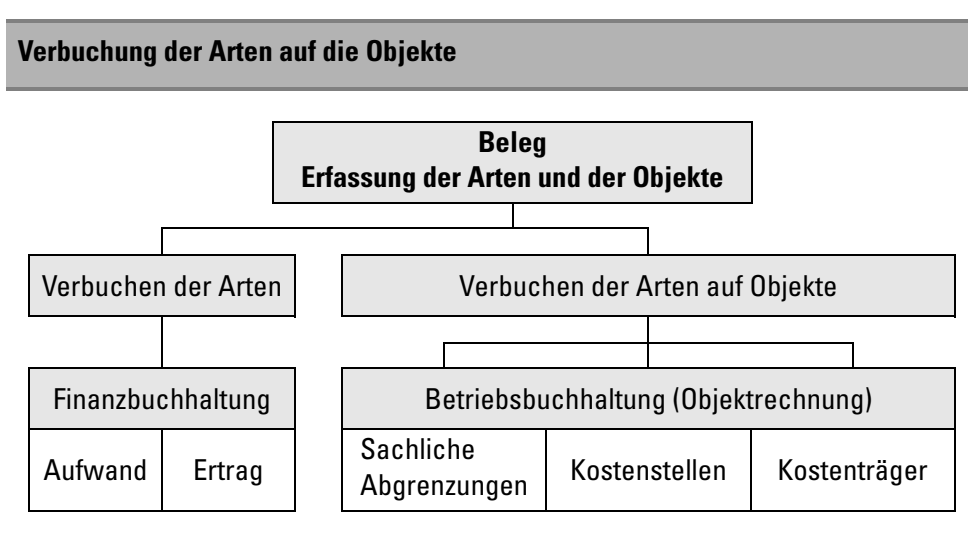 Verbuchung der Arten auf die Objekte
Beleg
Erfassung der Arten und der Objekte
Verbuchen der Arten
Verbuchen der Arten auf Objekte
Finanzbuchhaltung
Betriebsbuchhaltung (Objektrechnung)
Aufwand
Ertrag
Sachliche
Abgrenzungen
Kostenstellen
Kostenträger